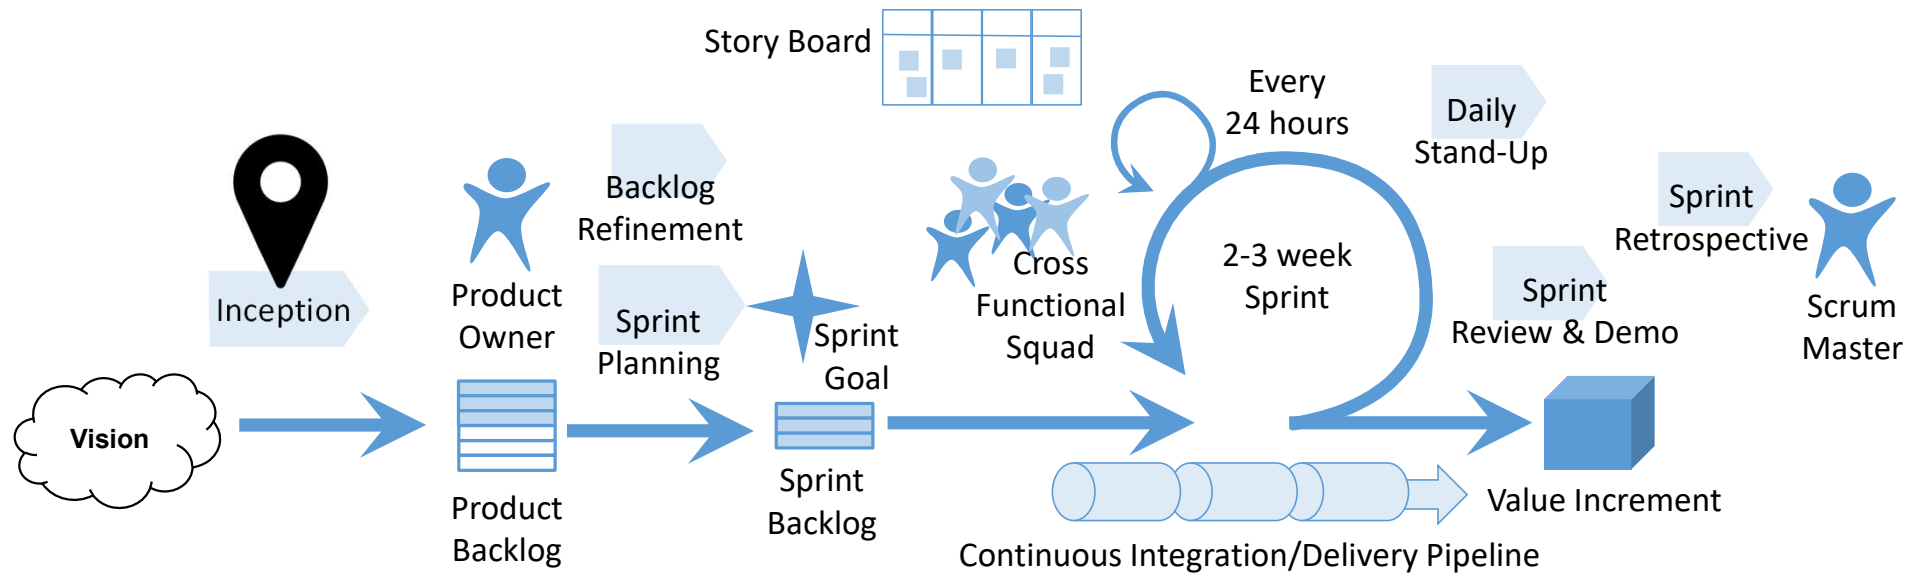 Story Board
Every
24 hours
Daily
Stand-Up
Backlog
Refinement
Sprint
Retrospective
Inception
Product
Owner
Sprint
Planning
Sprint
Goal
Cross
Functional
Squad
2-3 week
Sprint
Sprint
Review & Demo
Scrum
Master
Vision
Product
Backlog
Sprint
Backlog
Value Increment
Continuous Integration/Delivery Pipeline